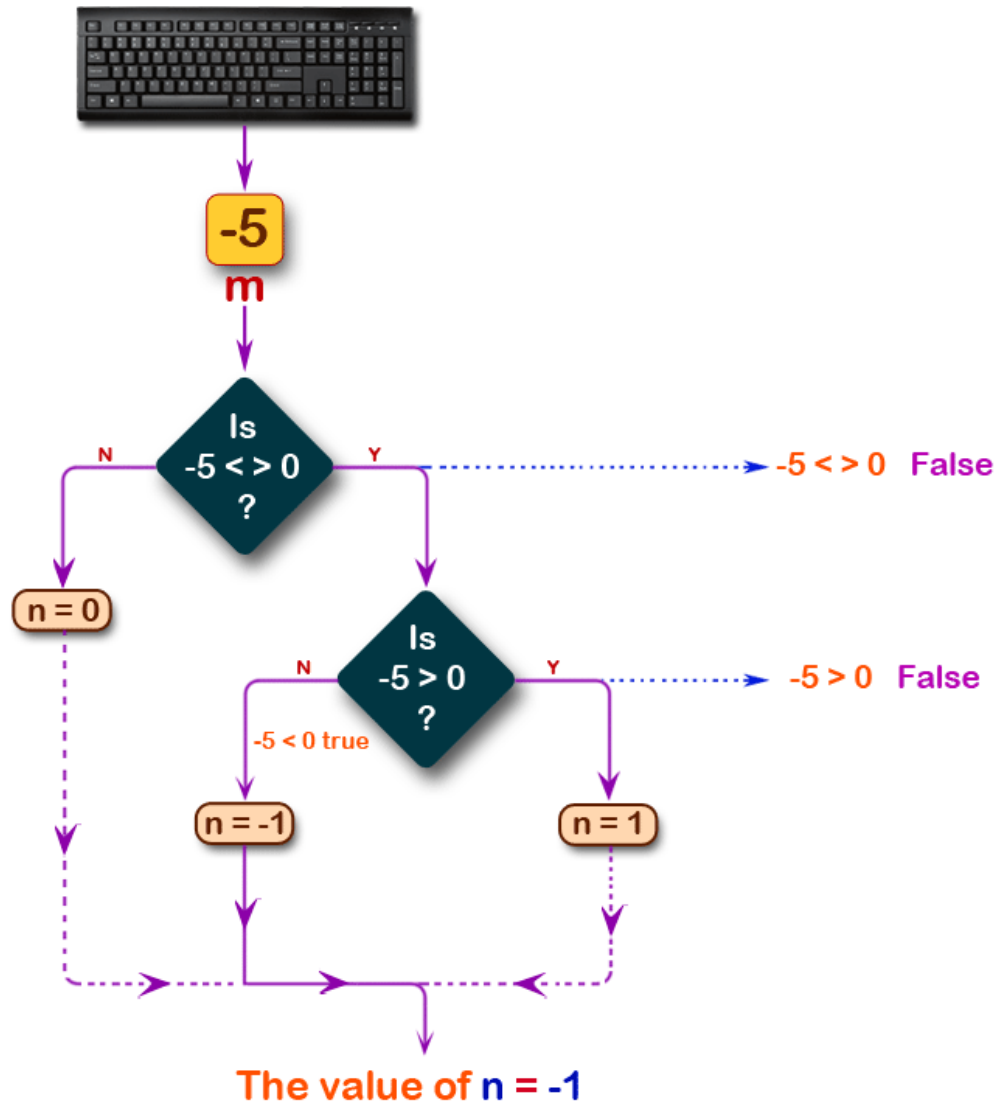 -5
m
Is
-5 < > 0
?
N
Y
-5 < > 0 False
n = 0
Is
-5 > 0
?
N
Y
-5 > 0 False
-5 < 0 true
n = -1
n = 1
The value of n = -1